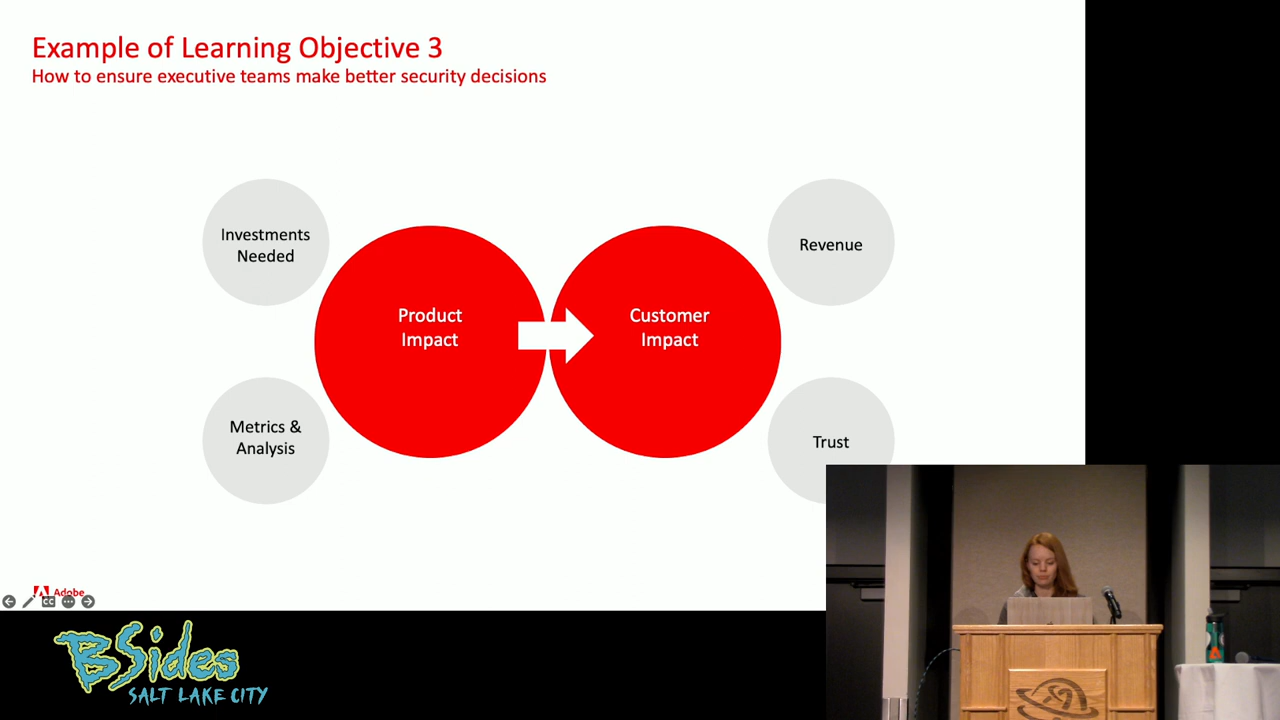 Example of Learning Objective 3
How to ensure executive teams make better security decisions
Investments
Needed
Product
Impact
Customer
Impact
Revenue
Metrics &
Analysis
Trust
Adobe
CC
BSides
SALT LAKE CITY